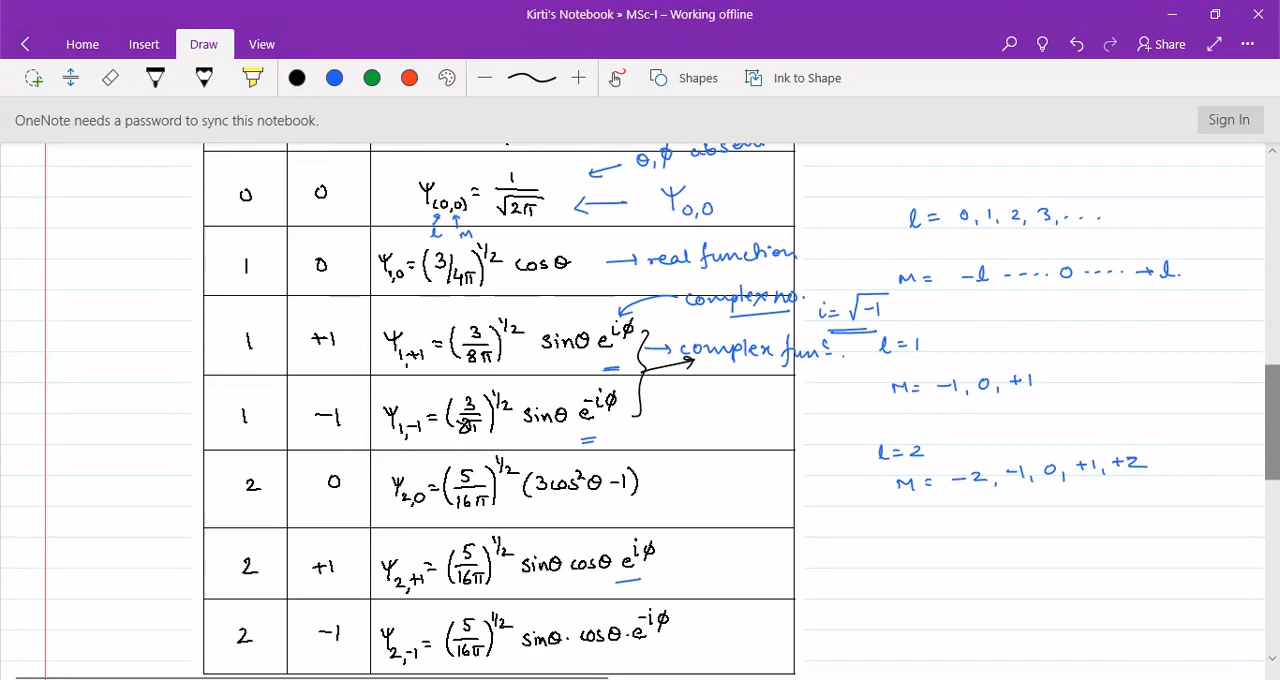 Kirti's Notebook » MSc-I – Working offline
Home Insert Draw View Share
Shapes Ink to Shape
OneNote needs a password to sync this notebook. Sign In
θ, ϕ
0 0 Ψ(0,0) = 1/√2π ← Ψ0,0
l m
l = 0, 1, 2, 3, ...
1 0 Ψ1,0 = (3/4π)^1/2 cosθ → real function
m = -l ---- 0 ---- +l.
complex no.
i = √-1
1 +1 Ψ1,+1 = (3/8π)^1/2 sinθ e^iϕ → complex funⁿ.
l = 1
m = -1, 0, +1
1 -1 Ψ1,-1 = (3/8π)^1/2 sinθ e^-iϕ
l = 2
m = -2, -1, 0, +1, +2
2 0 Ψ2,0 = (5/16π)^1/2 (3cos²θ -1)
2 +1 Ψ2,+1 = (5/16π)^1/2 sinθ cosθ e^iϕ
2 -1 Ψ2,-1 = (5/16π)^1/2 sinθ· cosθ· e^-iϕ